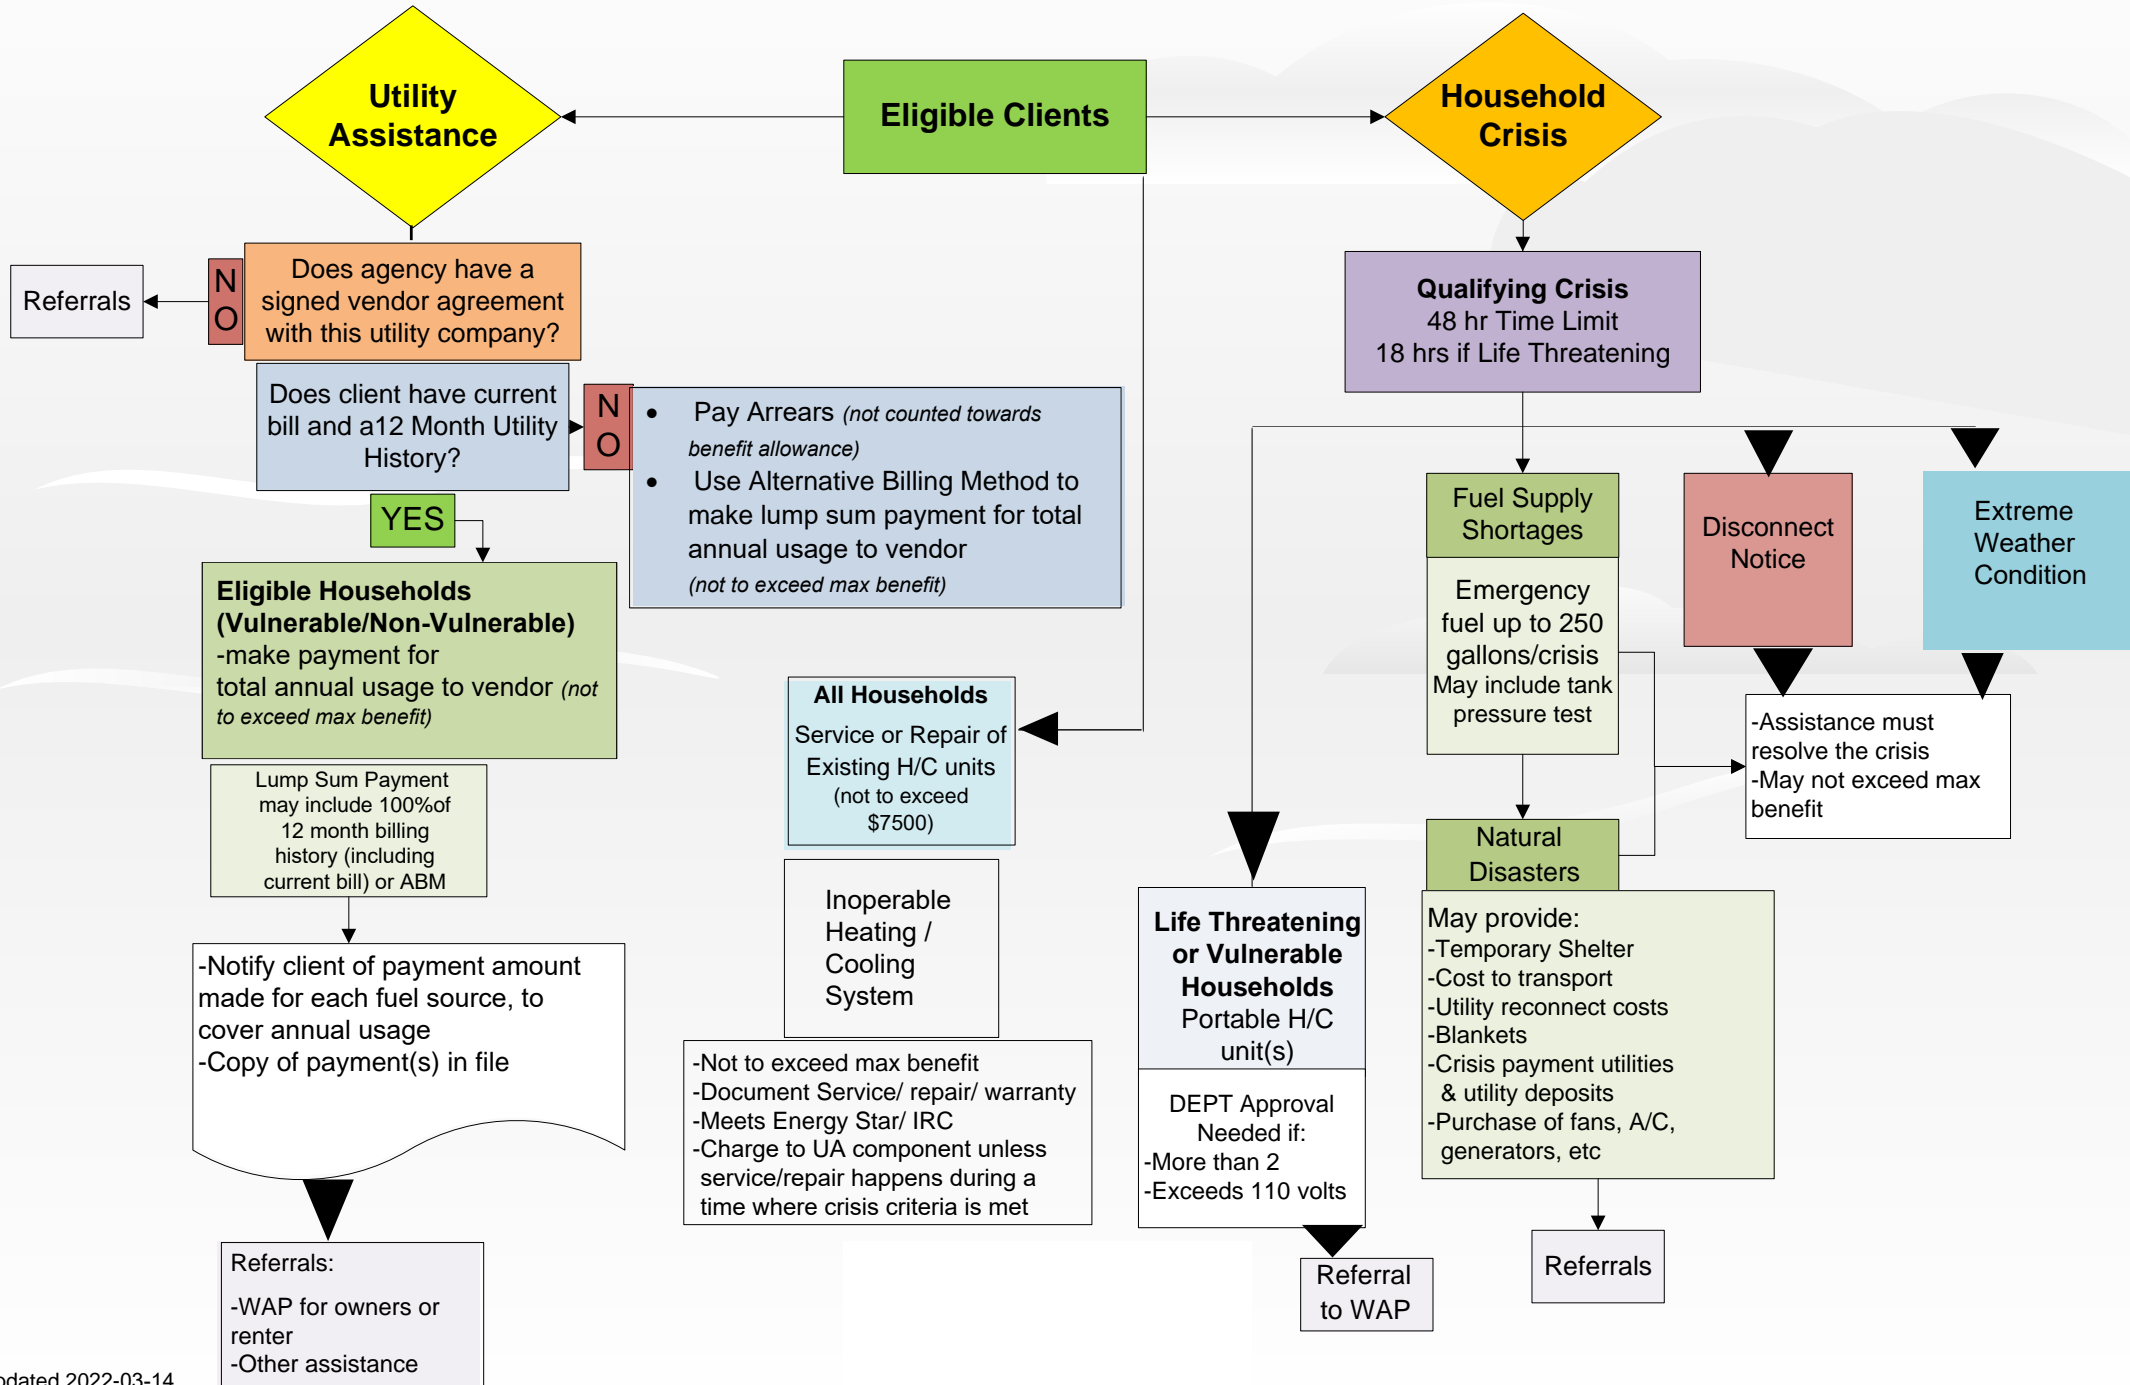 Utility
Assistance
Eligible Clients
Household
Crisis
Referrals
N
O
Does agency have a
signed vendor agreement
with this utility company?
Does client have current
bill and a12 Month Utility
History?
N
O
• Pay Arrears (not counted towards
benefit allowance)
• Use Alternative Billing Method to
make lump sum payment for total
annual usage to vendor
(not to exceed max benefit)
YES
Eligible Households
(Vulnerable/Non-Vulnerable)
-make payment for
total annual usage to vendor (not
to exceed max benefit)
Lump Sum Payment
may include 100%of
12 month billing
history (including
current bill) or ABM
-Notify client of payment amount
made for each fuel source, to
cover annual usage
-Copy of payment(s) in file
Referrals:
-WAP for owners or
renter
-Other assistance
All Households
Service or Repair of
Existing H/C units
(not to exceed
$7500)
Inoperable
Heating /
Cooling
System
-Not to exceed max benefit
-Document Service/ repair/ warranty
-Meets Energy Star/ IRC
-Charge to UA component unless
service/repair happens during a
time where crisis criteria is met
Qualifying Crisis
48 hr Time Limit
18 hrs if Life Threatening
Life Threatening
or Vulnerable
Households
Portable H/C
unit(s)
DEPT Approval
Needed if:
-More than 2
-Exceeds 110 volts
Referral
to WAP
Fuel Supply
Shortages
Emergency
fuel up to 250
gallons/crisis
May include tank
pressure test
Natural
Disasters
May provide:
-Temporary Shelter
-Cost to transport
-Utility reconnect costs
-Blankets
-Crisis payment utilities
& utility deposits
-Purchase of fans, A/C,
generators, etc
Referrals
Disconnect
Notice
Extreme
Weather
Condition
-Assistance must
resolve the crisis
-May not exceed max
benefit
pdated 2022-03-14